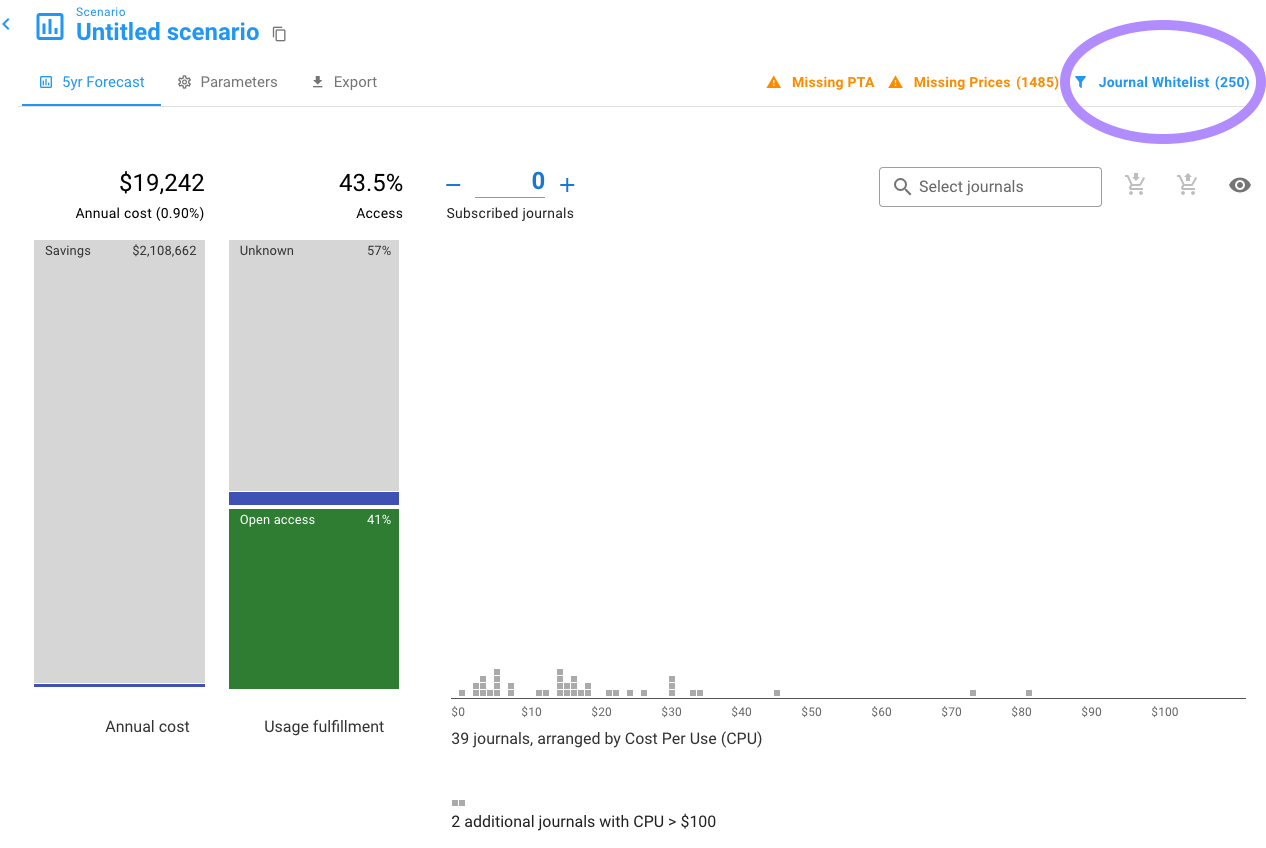 Scenario
Untitled scenario
5yr Forecast Parameters Export Missing PTA Missing Prices (1485) Journal Whitelist (250)
$19,242 43.5% 0 Select journals
Annual cost (0.90%) Access Subscribed journals
Savings $2,108,662 Unknown 57%
Open access 41%
$0 $10 $20 $30 $40 $50 $60 $70 $80 $90 $100
Annual cost Usage fulfillment
39 journals, arranged by Cost Per Use (CPU)
2 additional journals with CPU > $100